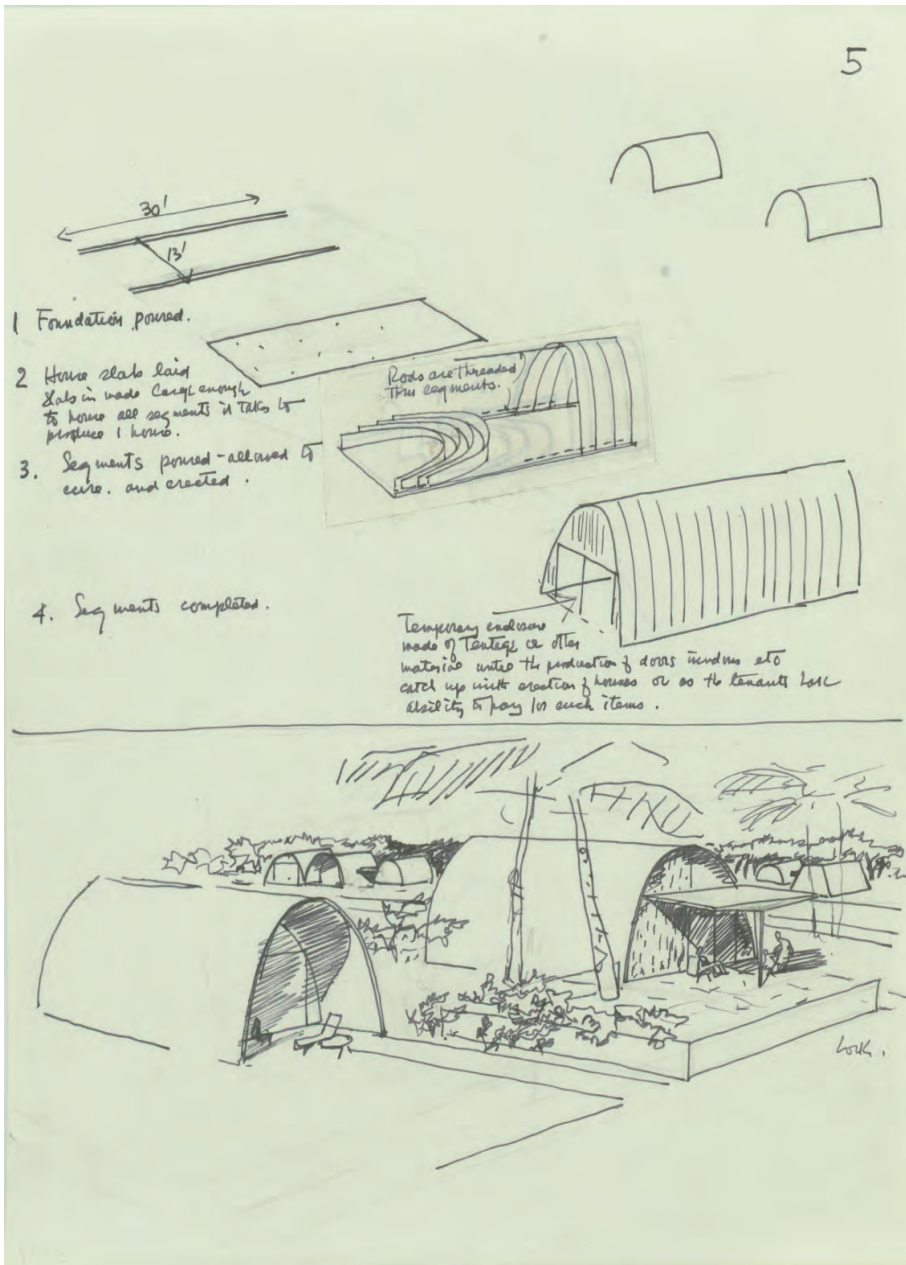 5
30'
13'
1 Foundation poured.
2 House slab laid
Slab is made large enough
to house all segments it takes to
produce 1 house.
Rods are threaded
thru segments.
3. Segments poured - allowed to
cure. and erected.
4. Segments completed.
Temporary enclosure
made of Tentage or other
material until the production of doors windows etc
catch up with erection of houses or as the tenants
ability to pay for such items.